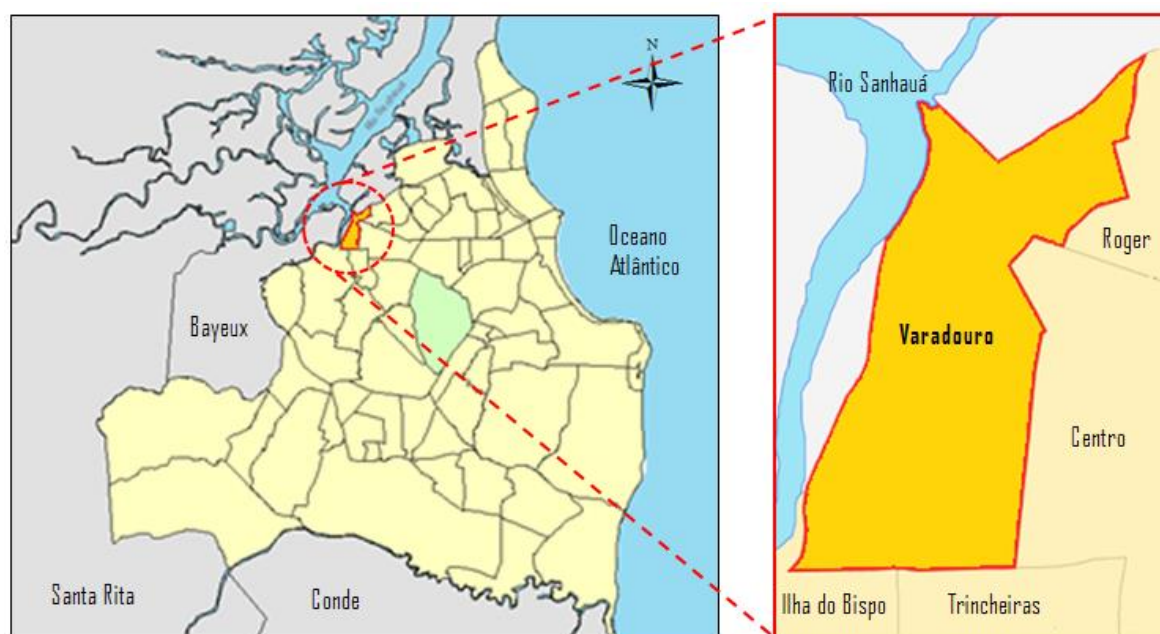 N
Oceano
Atlântico
Bayeux
Santa Rita
Conde
Rio Sanhauá
Roger
Varadouro
Centro
Ilha do Bispo
Trincheiras